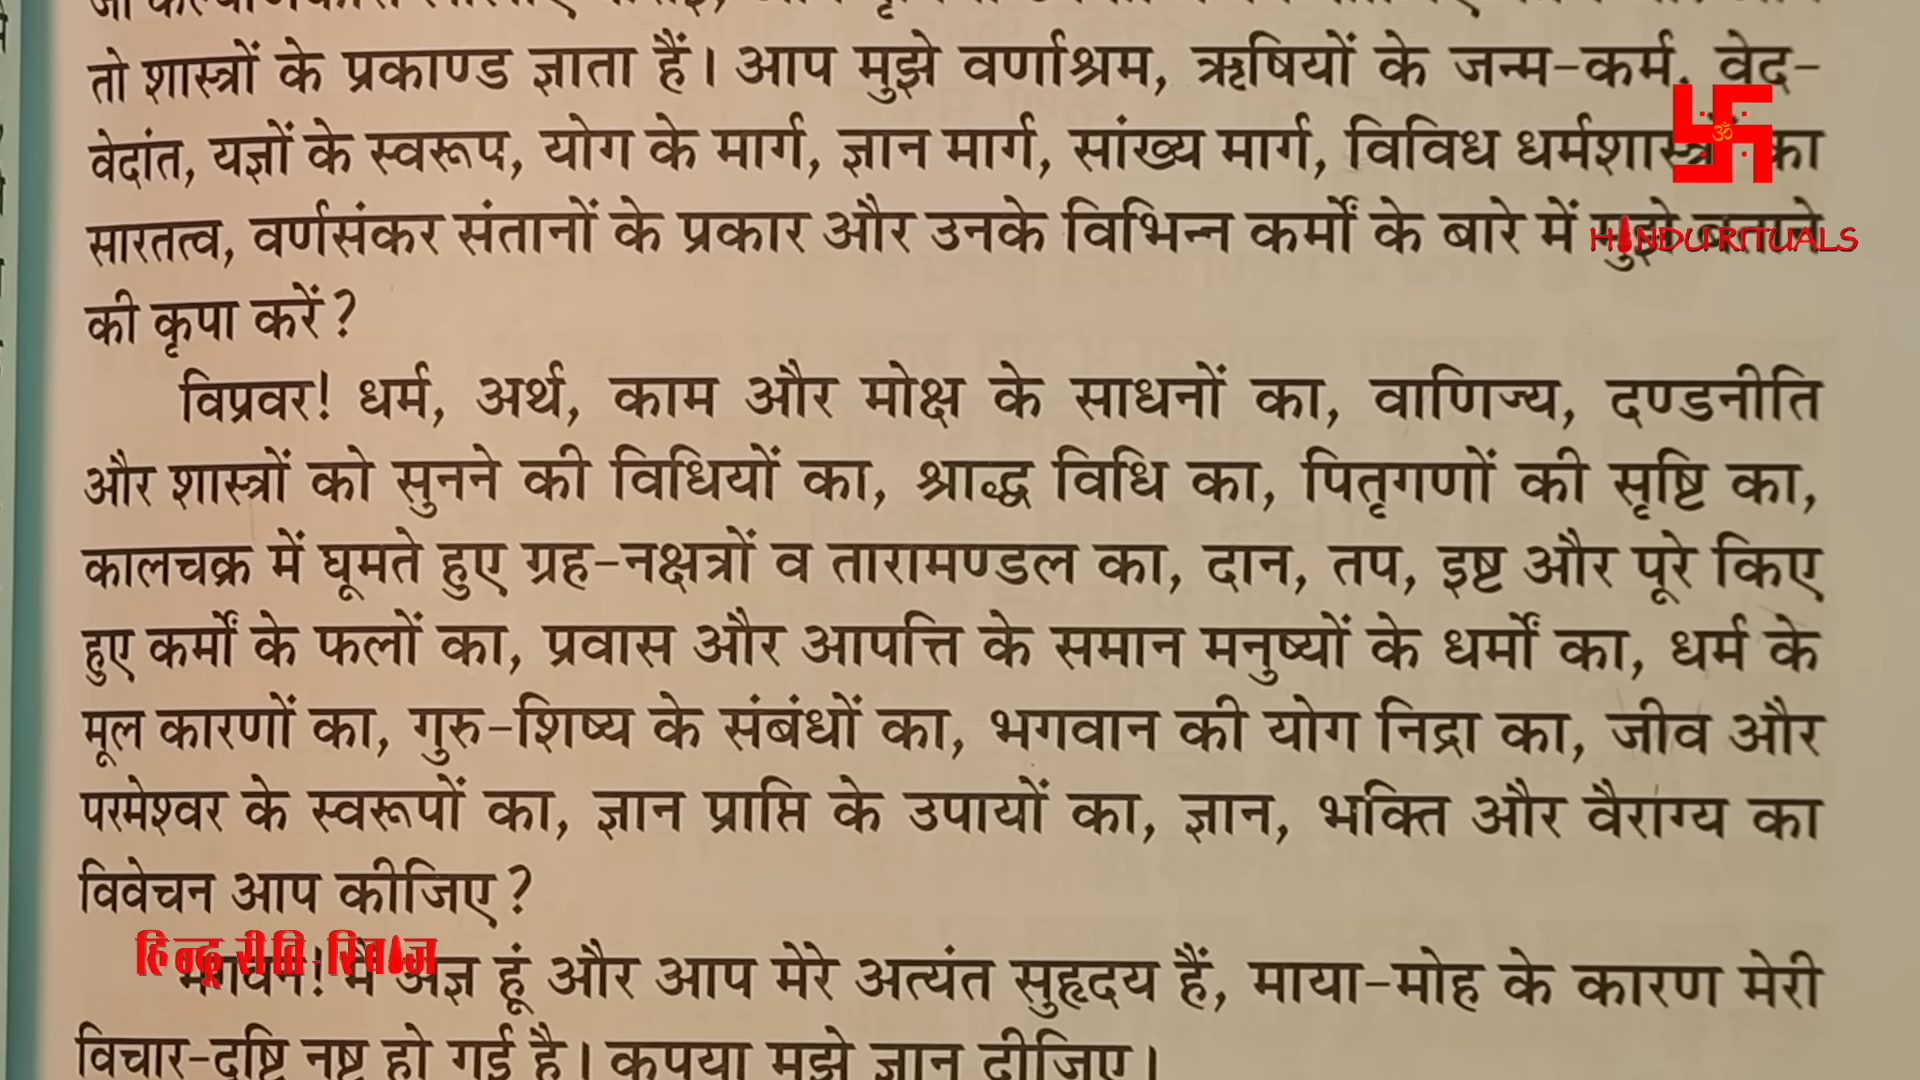 तो शास्त्रों के प्रकाण्ड ज्ञाता हैं। आप मुझे वर्णाश्रम, ऋषियों के जन्म-कर्म, वेद-
वेदांत, यज्ञों के स्वरूप, योग के मार्ग, ज्ञान मार्ग, सांख्य मार्ग, विविध धर्मशास्त्रों का
सारतत्व, वर्णसंकर संतानों के प्रकार और उनके विभिन्न कर्मों के बारे में मुझे बताने
HINDU RITUALS
की कृपा करें?
विप्रवर! धर्म, अर्थ, काम और मोक्ष के साधनों का, वाणिज्य, दण्डनीति
और शास्त्रों को सुनने की विधियों का, श्राद्ध विधि का, पितृगणों की सृष्टि का,
कालचक्र में घूमते हुए ग्रह-नक्षत्रों व तारामण्डल का, दान, तप, इष्ट और पूरे किए
हुए कर्मों के फलों का, प्रवास और आपत्ति के समान मनुष्यों के धर्मों का, धर्म के
मूल कारणों का, गुरु-शिष्य के संबंधों का, भगवान की योग निद्रा का, जीव और
परमेश्वर के स्वरूपों का, ज्ञान प्राप्ति के उपायों का, ज्ञान, भक्ति और वैराग्य का
विवेचन आप कीजिए?
हिन्दू रीति-रिवाज
भगवन! मैं अज्ञ हूं और आप मेरे अत्यंत सुहृदय हैं, माया-मोह के कारण मेरी
विचार-दृष्टि नष्ट हो गई है। कृपया मुझे ज्ञान दीजिए।